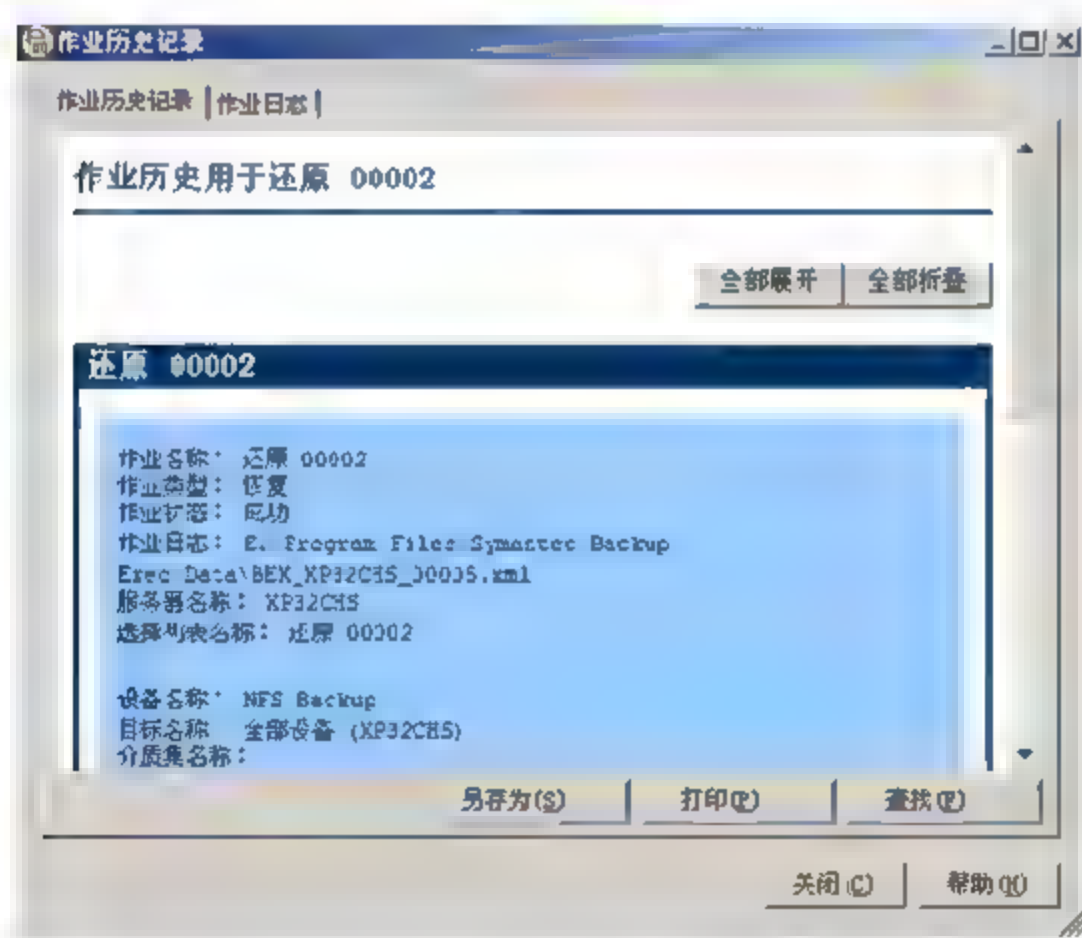 作业历史记录
作业历史记录 作业日志
作业历史用于还原 00002
全部展开 全部折叠
还原 00002
作业名称: 还原 00002
作业类型: 恢复
作业状态: 成功
作业日志: Program Files Symantec Backup
Exec Data\BEX_XP32CHS_00005.xml
服务器名称: XP32CHS
选择列表名称: 还原 00002
设备名称: NFS Backup
目标名称 全部设备 (XP32CHS)
介质集名称:
另存为(S) 打印(P) 查找(F)
关闭(C) 帮助(H)